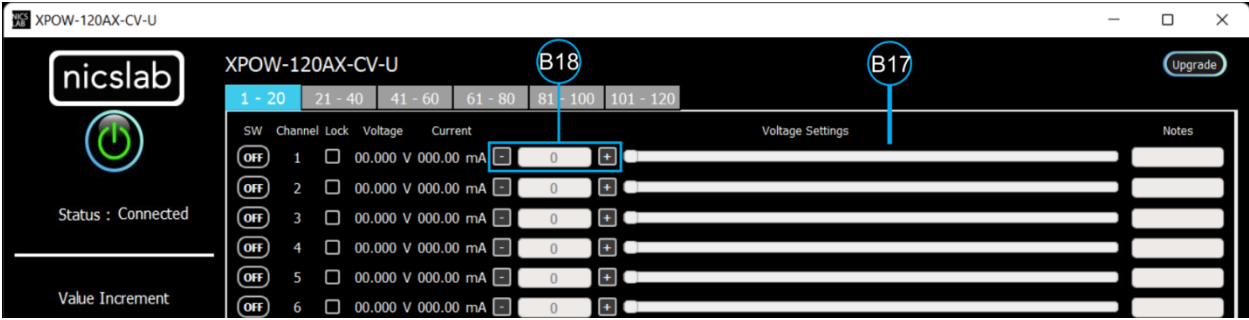 NICS LAB XPOW-120AX-CV-U
nicslab
XPOW-120AX-CV-U B18 B17 Upgrade
1 - 20 21 - 40 41 - 60 61 - 80 81 - 100 101 - 120
SW Channel Lock Voltage Current Voltage Settings Notes
OFF 1 00.000 V 000.00 mA - 0 +
OFF 2 00.000 V 000.00 mA - 0 +
Status : Connected OFF 3 00.000 V 000.00 mA - 0 +
OFF 4 00.000 V 000.00 mA - 0 +
OFF 5 00.000 V 000.00 mA - 0 +
Value Increment OFF 6 00.000 V 000.00 mA - 0 +